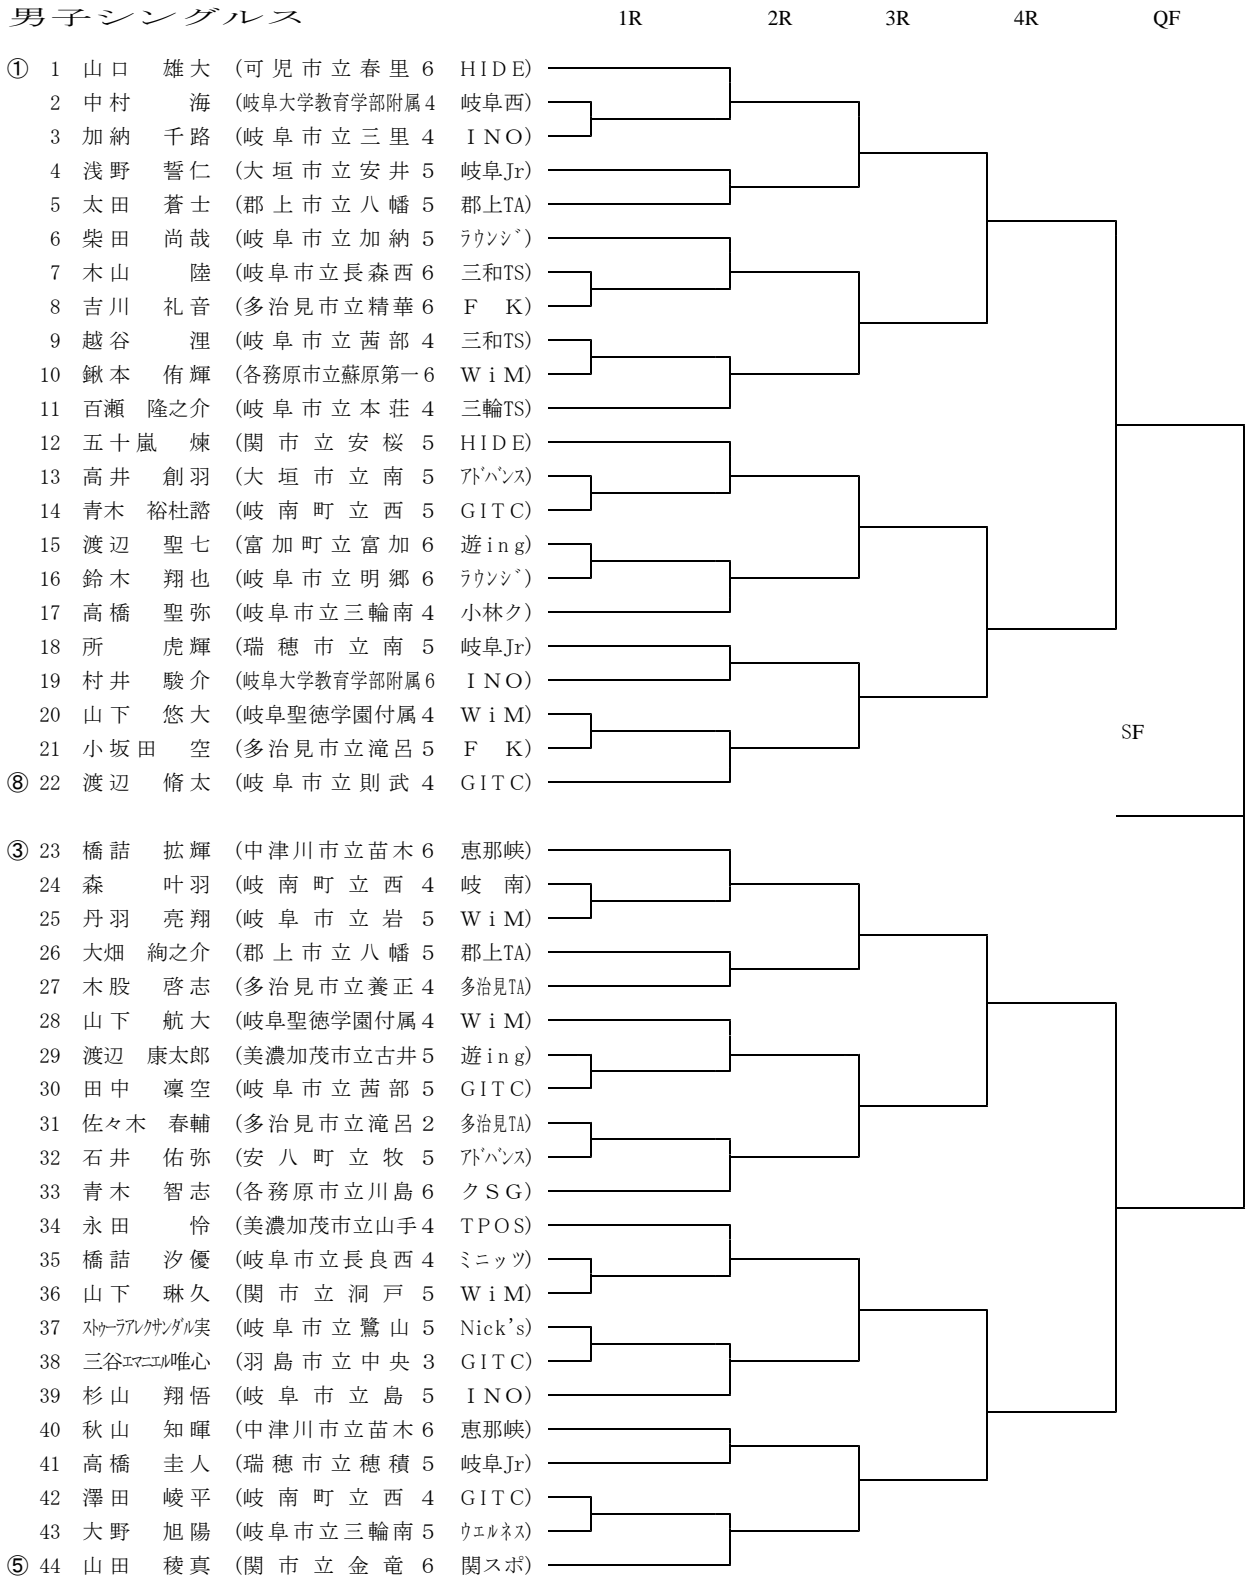 男子シングルス 1R 2R 3R 4R QF
① 1 山口 雄大 (可児市立春里 6 HIDE)
2 中村 海 (岐阜大学教育学部附属 4 岐阜西)
3 加納 千路 (岐阜市立三里 4 INO)
4 浅野 誓仁 (大垣市立安井 5 岐阜Jr)
5 太田 蒼士 (郡上市立八幡 5 郡上TA)
6 柴田 尚哉 (岐阜市立加納 5 ラウンジ)
7 木山 陸 (岐阜市立長森西 6 三和TS)
8 吉川 礼音 (多治見市立精華 6 F K)
9 越谷 浬 (岐阜市立茜部 4 三和TS)
10 鍬本 侑輝 (各務原市立蘇原第一 6 WiM)
11 百瀬 隆之介 (岐阜市立本荘 4 三輪TS)
12 五十嵐 煉 (関市立安桜 5 HIDE)
13 高井 創羽 (大垣市立南 5 アドバンス)
14 青木 裕杜諮 (岐南町立西 5 GITC)
15 渡辺 聖七 (富加町立富加 6 遊ing)
16 鈴木 翔也 (岐阜市立明郷 6 ラウンジ)
17 高橋 聖弥 (岐阜市立三輪南 4 小林ク)
18 所 虎輝 (瑞穂市立南 5 岐阜Jr)
19 村井 駿介 (岐阜大学教育学部附属 6 INO)
20 山下 悠大 (岐阜聖徳学園付属 4 WiM)
21 小坂田 空 (多治見市立滝呂 5 F K)
SF
⑧ 22 渡辺 脩太 (岐阜市立則武 4 GITC)
③ 23 橋詰 拡輝 (中津川市立苗木 6 恵那峡)
24 森 叶羽 (岐南町立西 4 岐南)
25 丹羽 亮翔 (岐阜市立岩 5 WiM)
26 大畑 絢之介 (郡上市立八幡 5 郡上TA)
27 木股 啓志 (多治見市立養正 4 多治見TA)
28 山下 航大 (岐阜聖徳学園付属 4 WiM)
29 渡辺 康太郎 (美濃加茂市立古井 5 遊ing)
30 田中 凜空 (岐阜市立茜部 5 GITC)
31 佐々木 春輔 (多治見市立滝呂 2 多治見TA)
32 石井 佑弥 (安八町立牧 5 アドバンス)
33 青木 智志 (各務原市立川島 6 クSG)
34 永田 怜 (美濃加茂市立山手 4 TPOS)
35 橋詰 汐優 (岐阜市立長良西 4 ミニッツ)
36 山下 琳久 (関市立洞戸 5 WiM)
37 ストゥーラアレクサンダル実 (岐阜市立鷺山 5 Nick's)
38 三谷エマニエル唯心 (羽島市立中央 3 GITC)
39 杉山 翔悟 (岐阜市立島 5 INO)
40 秋山 知暉 (中津川市立苗木 6 恵那峡)
41 高橋 圭人 (瑞穂市立穂積 5 岐阜Jr)
42 澤田 崚平 (岐南町立西 4 GITC)
43 大野 旭陽 (岐阜市立三輪南 5 ウエルネス)
⑤ 44 山田 稜真 (関市立金竜 6 関スポ)